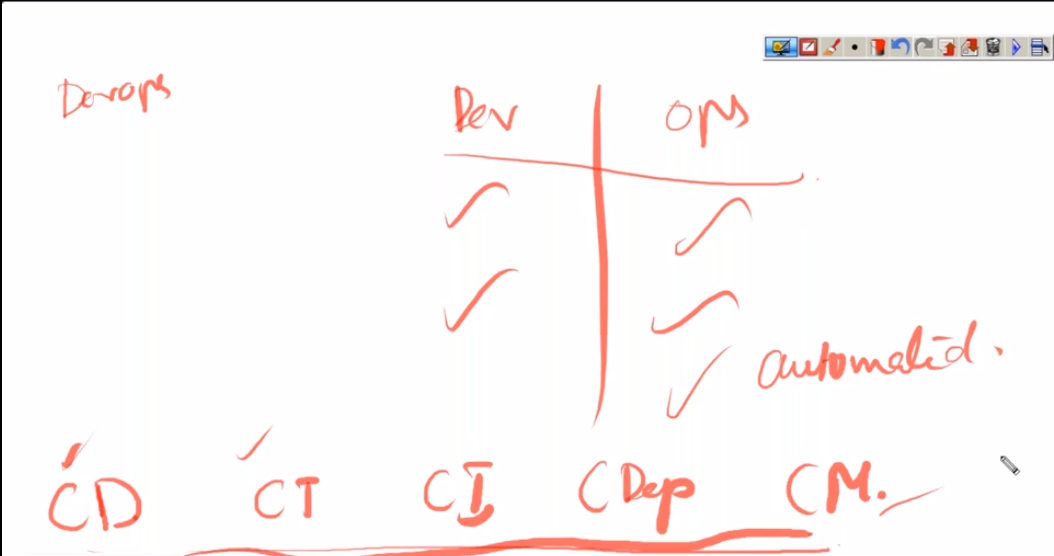 Devops
Dev ops
automated.
CD CT CI CDep CM.